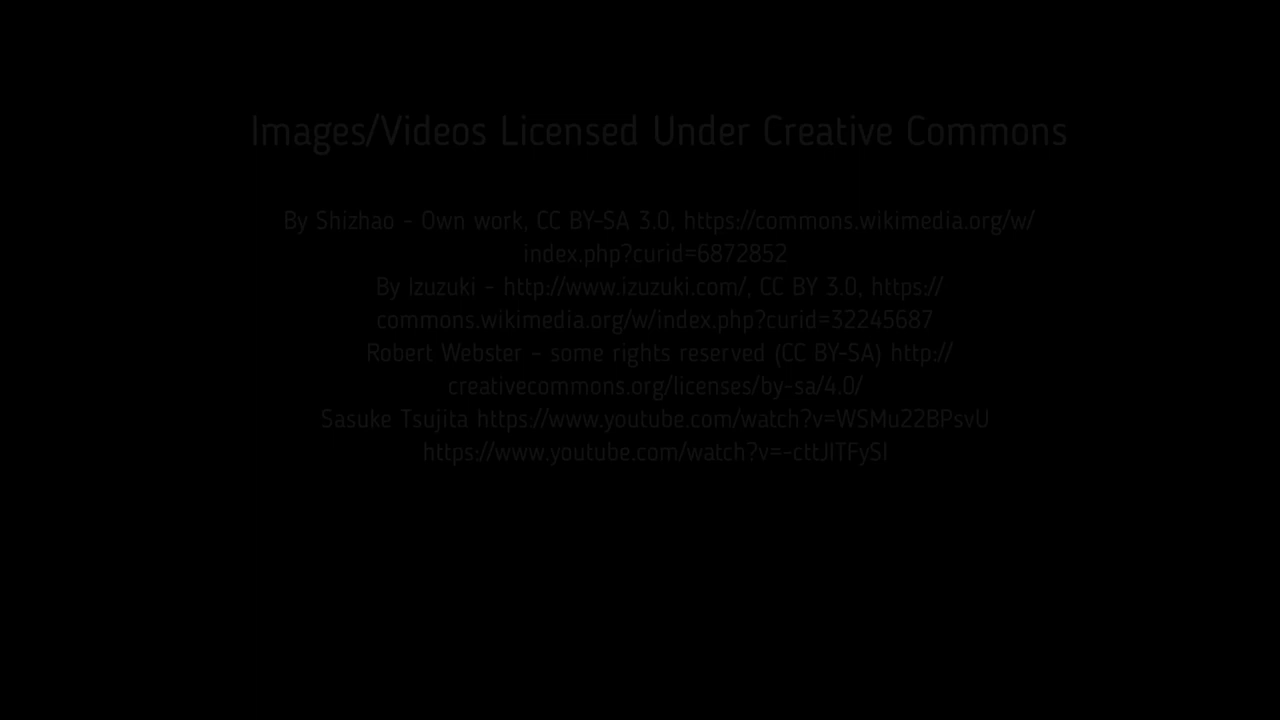 Images/Videos Licensed Under Creative Commons
By Shizhao - Own work, CC BY-SA 3.0, https://commons.wikimedia.org/w/
index.php?curid=6872852
By Izuzuki - http://www.izuzuki.com/, CC BY 3.0, https://
commons.wikimedia.org/w/index.php?curid=32245687
Robert Webster - some rights reserved (CC BY-SA) http://
creativecommons.org/licenses/by-sa/4.0/
Sasuke Tsujita https://www.youtube.com/watch?v=WSMu22BPsvU
https://www.youtube.com/watch?v=-cttJITFySI